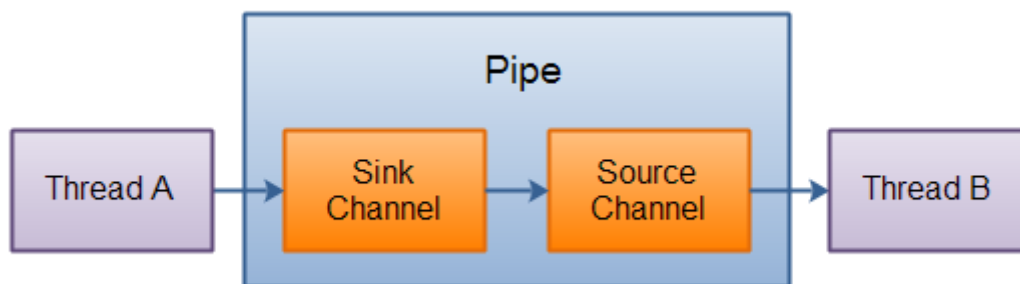 Pipe
Thread A
Sink
Channel
Source
Channel
Thread B